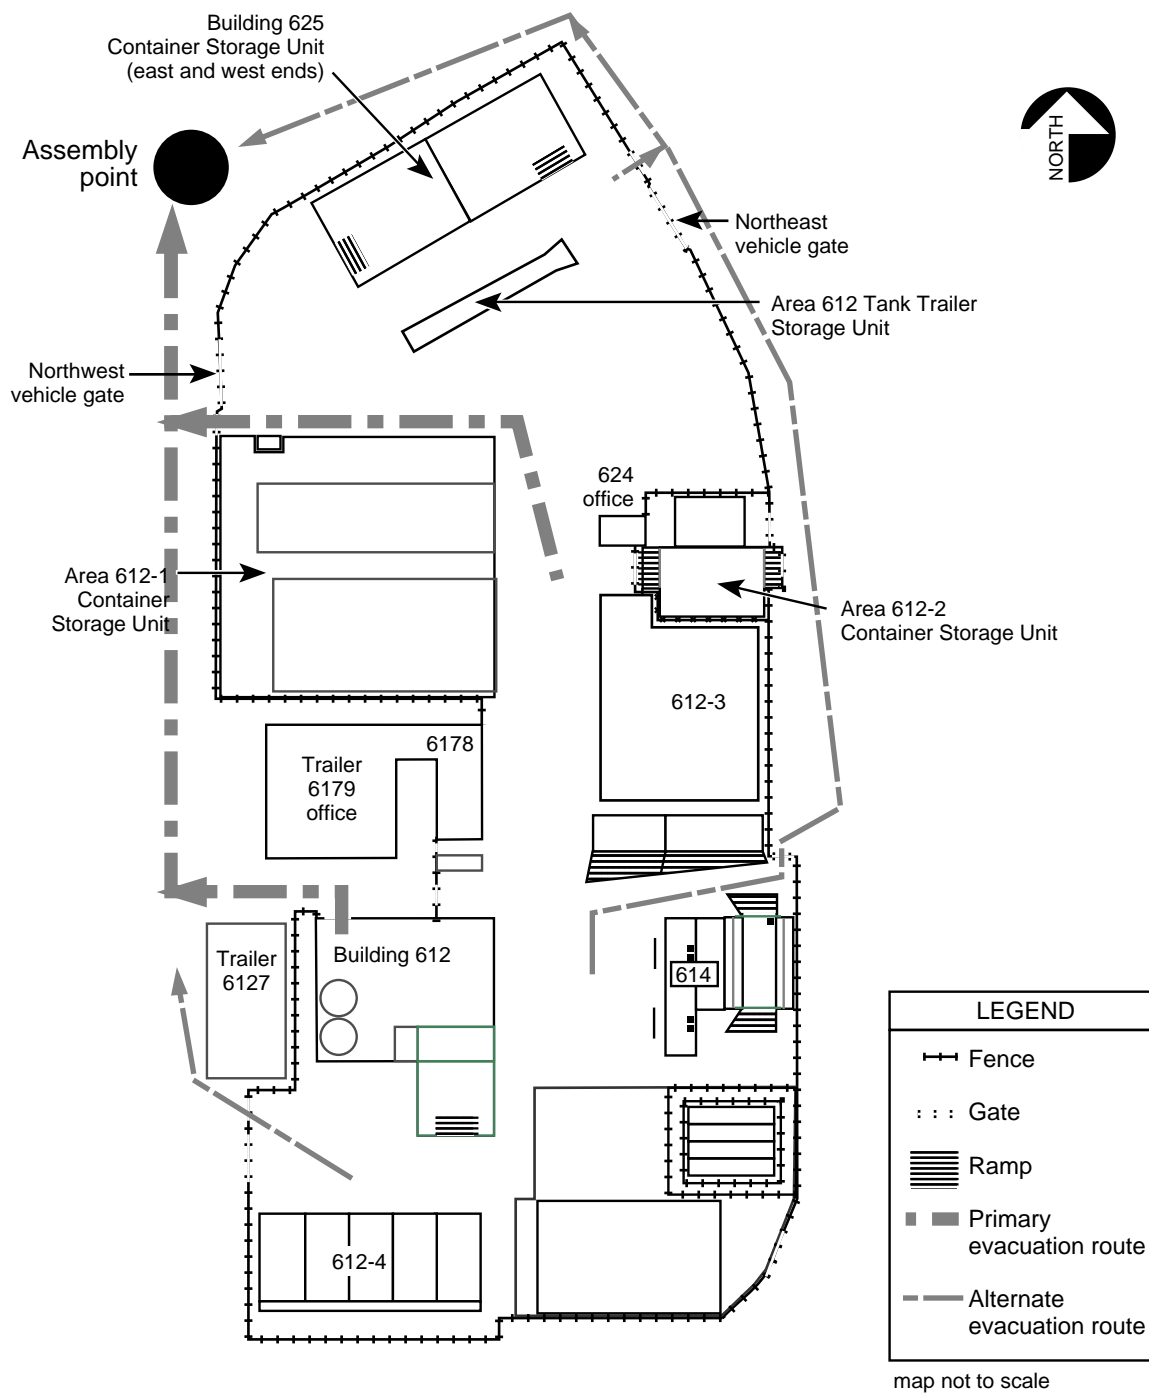 Building 625
Container Storage Unit
(east and west ends)
Assembly
point
NORTH
Northeast
vehicle gate
Area 612 Tank Trailer
Storage Unit
Northwest
vehicle gate
624
office
Area 612-1
Container
Storage Unit
Area 612-2
Container Storage Unit
612-3
6178
Trailer
6179
office
Building 612
Trailer
6127
614
612-4
LEGEND
Fence
Gate
Ramp
Primary
evacuation route
Alternate
evacuation route
map not to scale